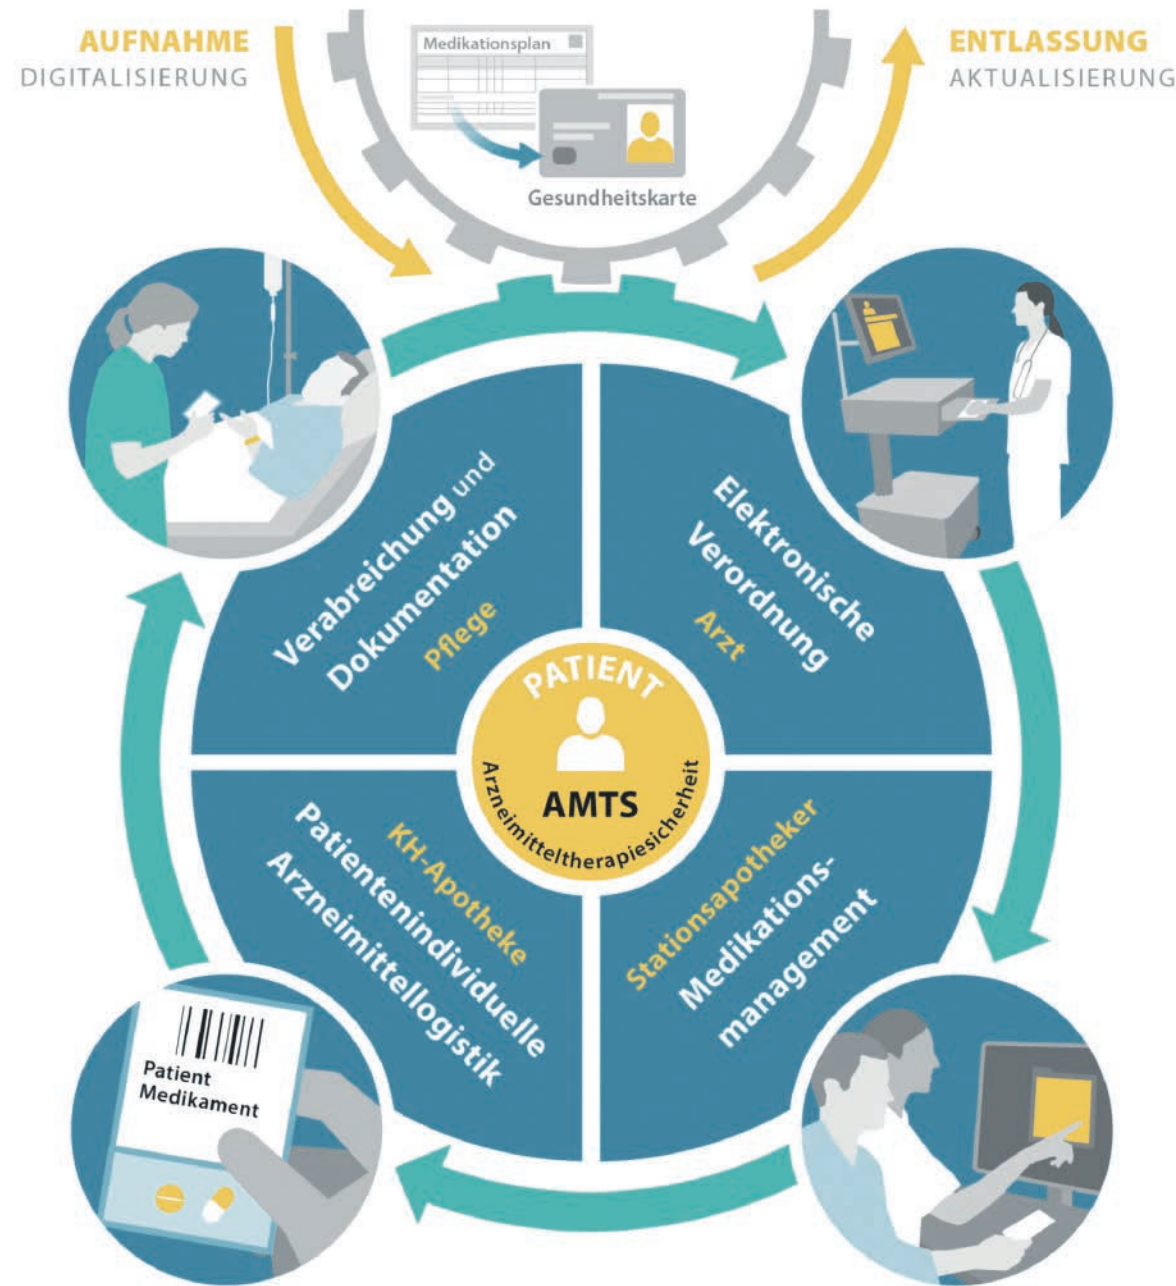 AUFNAHME
DIGITALISIERUNG
Medikationsplan
Gesundheitskarte
ENTLASSUNG
AKTUALISIERUNG
Verabreichung und
Dokumentation
Pflege
Elektronische
Verordnung
Arzt
PATIENT
AMTS
Arzneimitteltherapiesicherheit
KH-Apotheke
Patientenindividuelle
Arzneimittellogistik
Stationsapotheker
Medikations-
management
Patient
Medikament